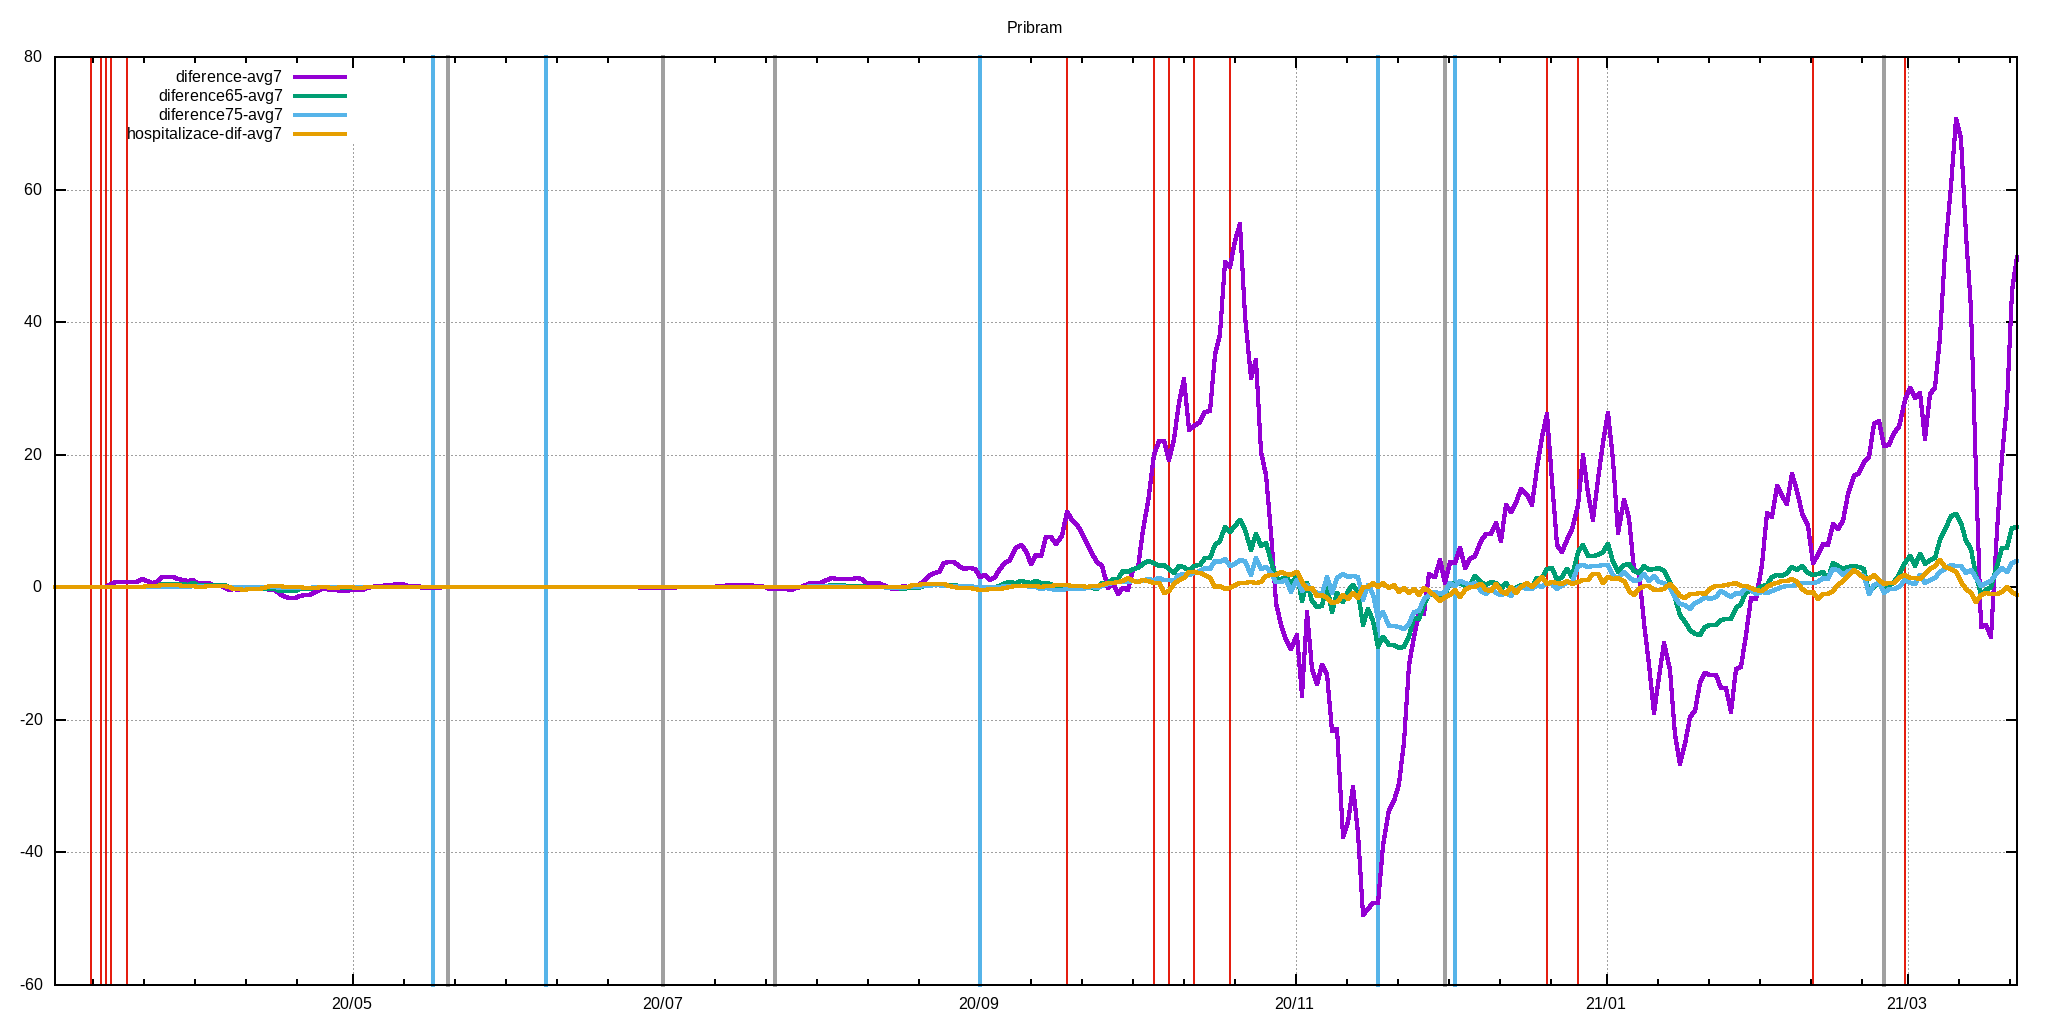 Pribram
diference-avg7
diference65-avg7
diference75-avg7
hospitalizace-dif-avg7
80
60
40
20
0
-20
-40
-60
20/05 20/07 20/09 20/11 21/01 21/03